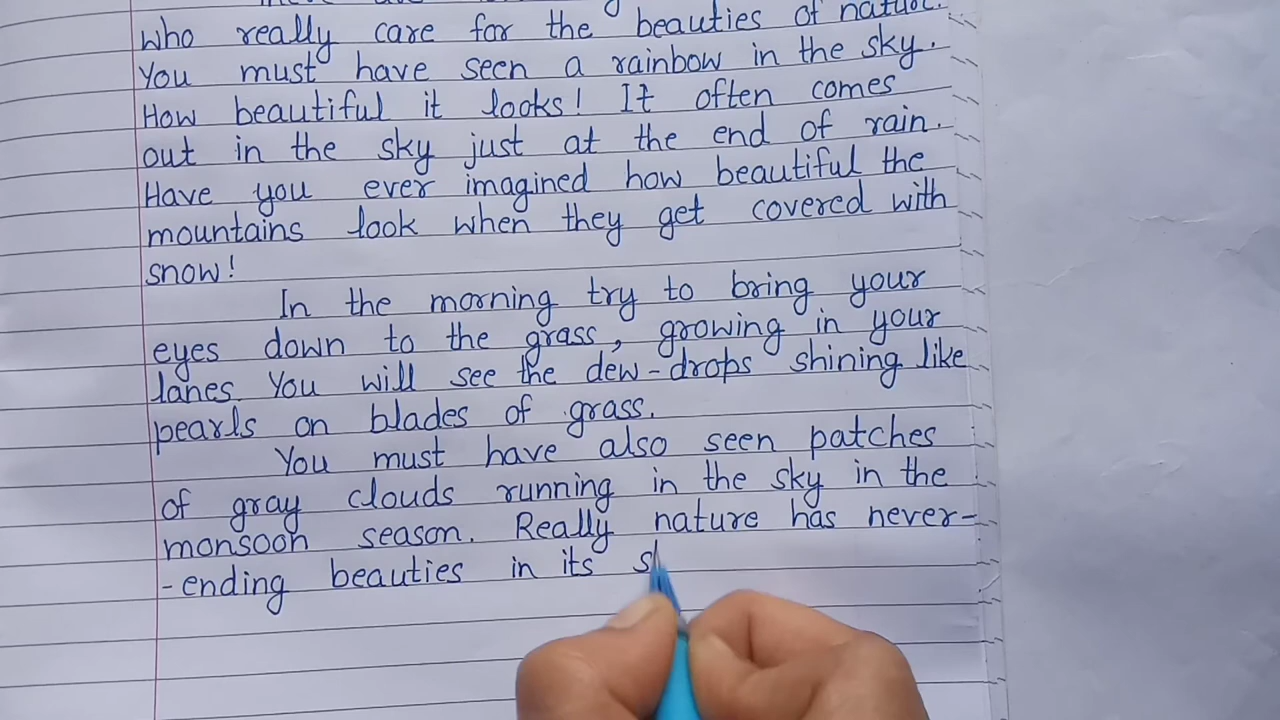 who really care for the beauties of nature.
You must have seen a rainbow in the sky.
How beautiful it looks! It often comes
out in the sky just at the end of rain.
Have you ever imagined how beautiful the
mountains look when they get covered with
snow!
In the morning try to bring your
eyes down to the grass, growing in your
lanes. You will see the dew-drops shining like
pearls on blades of grass.
You must have also seen patches
of gray clouds running in the sky in the
monsoon season. Really nature has never-
-ending beauties in its s